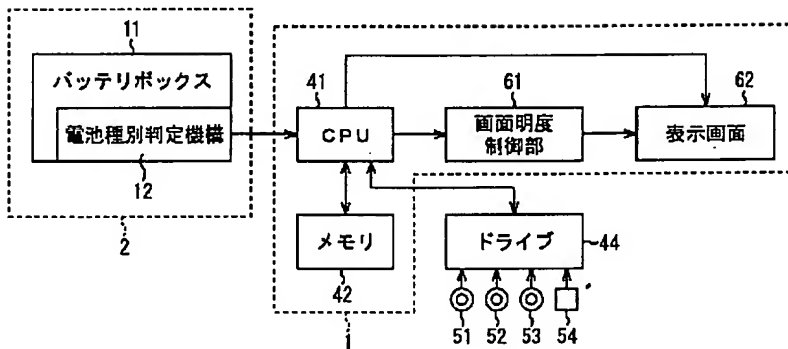 11
バッテリボックス
電池種別判定機構
12
2
41
CPU
61
画面明度
制御部
62
表示画面
メモリ
42
ドライブ
44
51
52
53
54
1